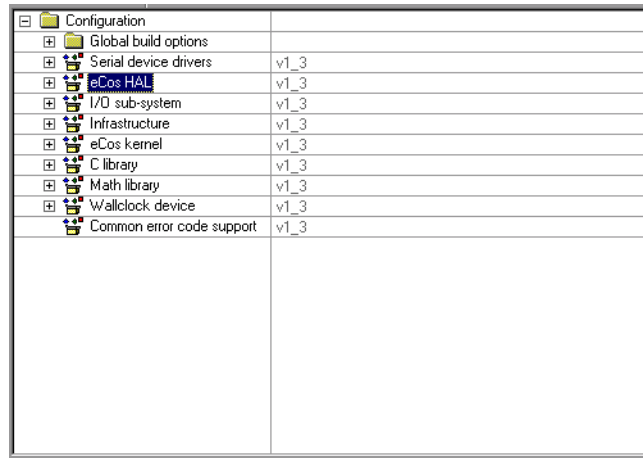 Configuration
Global build options
Serial device drivers v1_3
eCos HAL v1_3
I/O sub-system v1_3
Infrastructure v1_3
eCos kernel v1_3
C library v1_3
Math library v1_3
Wallclock device v1_3
Common error code support v1_3